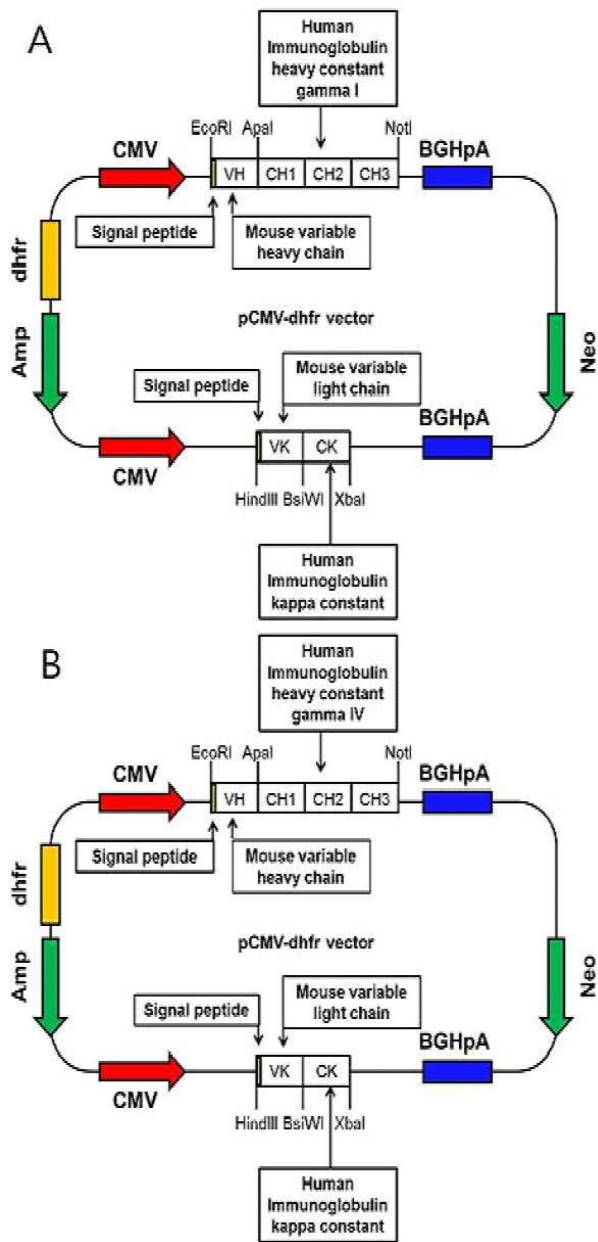 A
Human
Immunoglobulin
heavy constant
gamma I
EcoRI ApaI NotI
CMV
BGHpA
VH CH1 CH2 CH3
Signal peptide
Mouse variable
heavy chain
dhfr
Amp
pCMV-dhfr vector
Neo
Signal peptide
Mouse variable
light chain
BGHpA
VK CK
CMV
HindIII BsiWI XbaI
Human
Immunoglobulin
kappa constant
B
Human
Immunoglobulin
heavy constant
gamma IV
EcoRI ApaI NotI
CMV
BGHpA
VH CH1 CH2 CH3
Signal peptide
Mouse variable
heavy chain
dhfr
Amp
pCMV-dhfr vector
Neo
Signal peptide
Mouse variable
light chain
BGHpA
VK CK
CMV
HindIII BsiWI XbaI
Human
Immunoglobulin
kappa constant